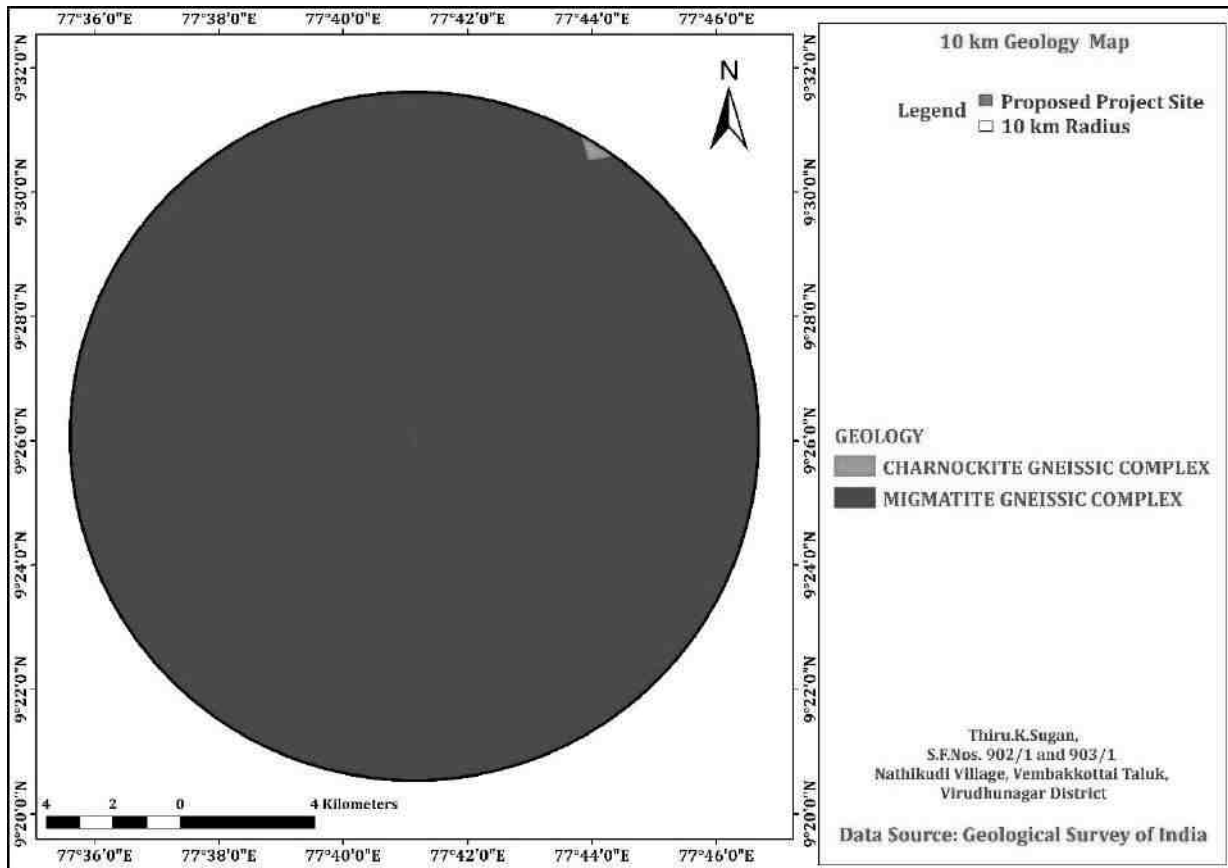 77°36'0"E 77°38'0"E 77°40'0"E 77°42'0"E 77°44'0"E 77°46'0"E
9°32'0"N 9°32'0"N
9°30'0"N 9°30'0"N
9°28'0"N 9°28'0"N
9°26'0"N 9°26'0"N
9°24'0"N 9°24'0"N
9°22'0"N 9°22'0"N
9°20'0"N 9°20'0"N
N
4 2 0 4 Kilometers
77°36'0"E 77°38'0"E 77°40'0"E 77°42'0"E 77°44'0"E 77°46'0"E
10 km Geology Map
Legend
Proposed Project Site
10 km Radius
GEOLOGY
CHARNOCKITE GNEISSIC COMPLEX
MIGMATITE GNEISSIC COMPLEX
Thiru.K.Sugan,
S.F.Nos. 902/1 and 903/1
Nathikudi Village, Vembakkottai Taluk,
Virudhunagar District
Data Source: Geological Survey of India